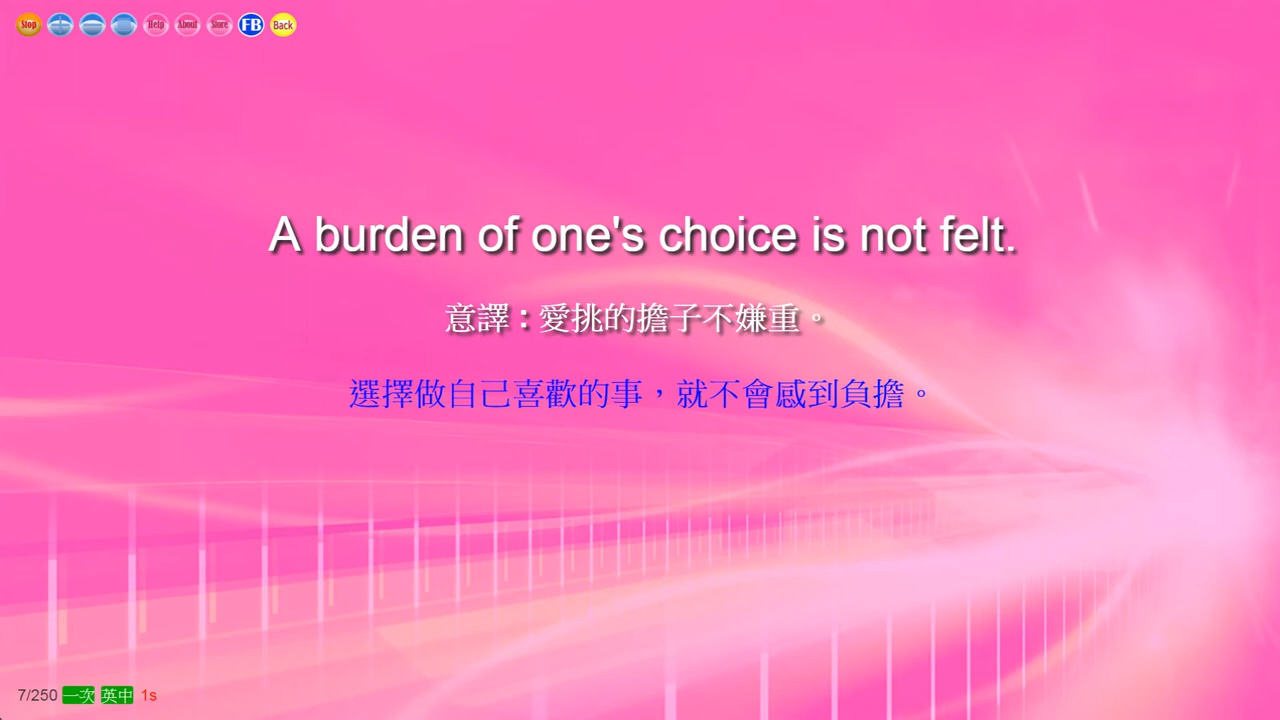 Stop Help About Store FB Back
A burden of one's choice is not felt.
意譯：愛挑的擔子不嫌重。
選擇做自己喜歡的事，就不會感到負擔。
7/250 一次 英中 1s